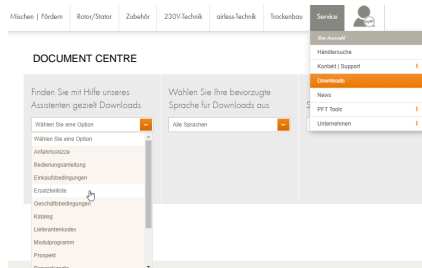 Mischen | Fördern
Rotor/Stator
Zubehör
230V-Technik
airless-Technik
Trockenbau
Service
Ihre Auswahl
Händlersuche
Kontakt | Support
Downloads
News
PFT Tools
Unternehmen
DOCUMENT CENTRE
Finden Sie mit Hilfe unseres
Assistenten gezielt Downloads
Wählen Sie eine Option
Wählen Sie eine Option
Anfahrtsskizze
Bedienungsanleitung
Einkaufsbedingungen
Ersatzteilliste
Geschäftsbedingungen
Katalog
Lieferantenkodex
Modulprogramm
Prospekt
Wählen Sie Ihre bevorzugte
Sprache für Downloads aus
Alle Sprachen
S